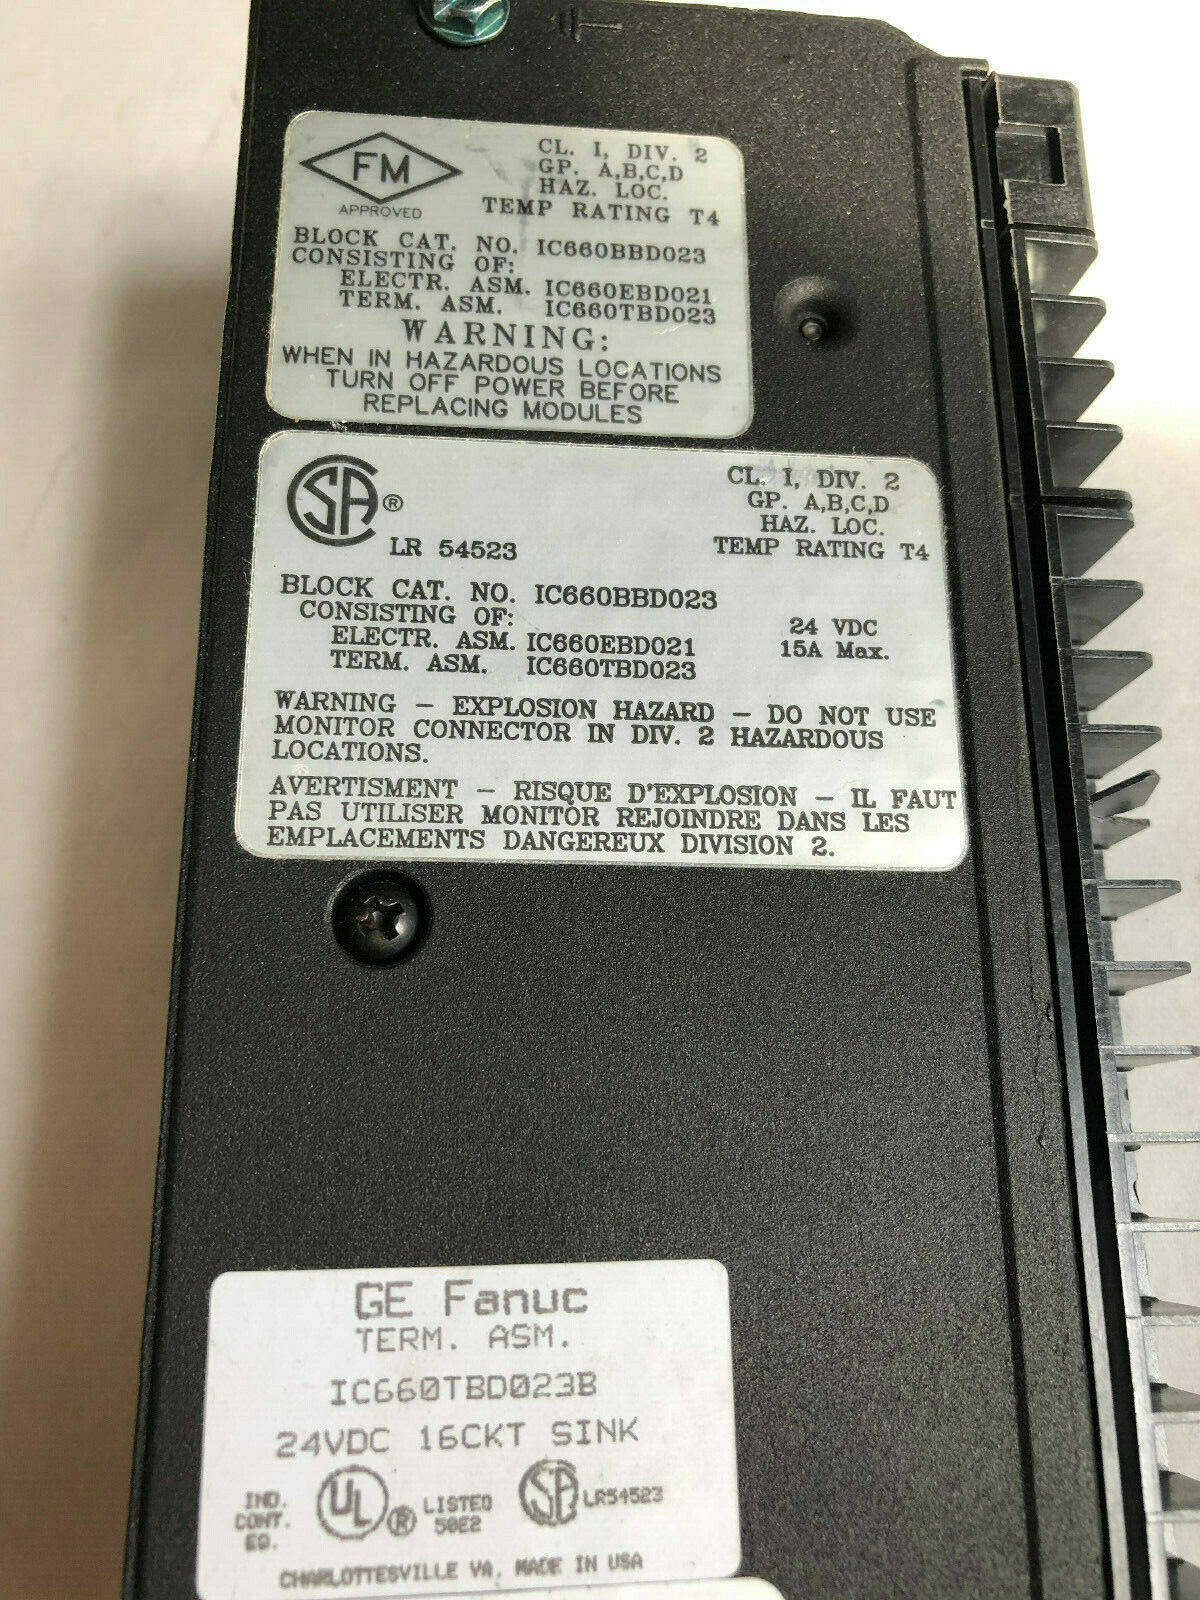 FM
APPROVED
CL. I, DIV. 2
GP. A,B,C,D
HAZ. LOC.
TEMP RATING T4
BLOCK CAT. NO. IC660BBD023
CONSISTING OF:
ELECTR. ASM. IC660EBD021
TERM. ASM. IC660TBD023
WARNING:
WHEN IN HAZARDOUS LOCATIONS
TURN OFF POWER BEFORE
REPLACING MODULES
CSA ®
LR 54523
CL. I, DIV. 2
GP. A,B,C,D
HAZ. LOC.
TEMP RATING T4
BLOCK CAT. NO. IC660BBD023
CONSISTING OF:
ELECTR. ASM. IC660EBD021
TERM. ASM. IC660TBD023
24 VDC
15A Max.
WARNING – EXPLOSION HAZARD – DO NOT USE
MONITOR CONNECTOR IN DIV. 2 HAZARDOUS
LOCATIONS.
AVERTISMENT – RISQUE D'EXPLOSION – IL FAUT
PAS UTILISER MONITOR REJOINDRE DANS LES
EMPLACEMENTS DANGEREUX DIVISION 2.
GE Fanuc
TERM. ASM.
IC660TBD023B
24VDC 16CKT SINK
IND.
CONT.
EQ.
UL ®
LISTED
50E2
CSA LR54523
CHARLOTTESVILLE VA. MADE IN USA